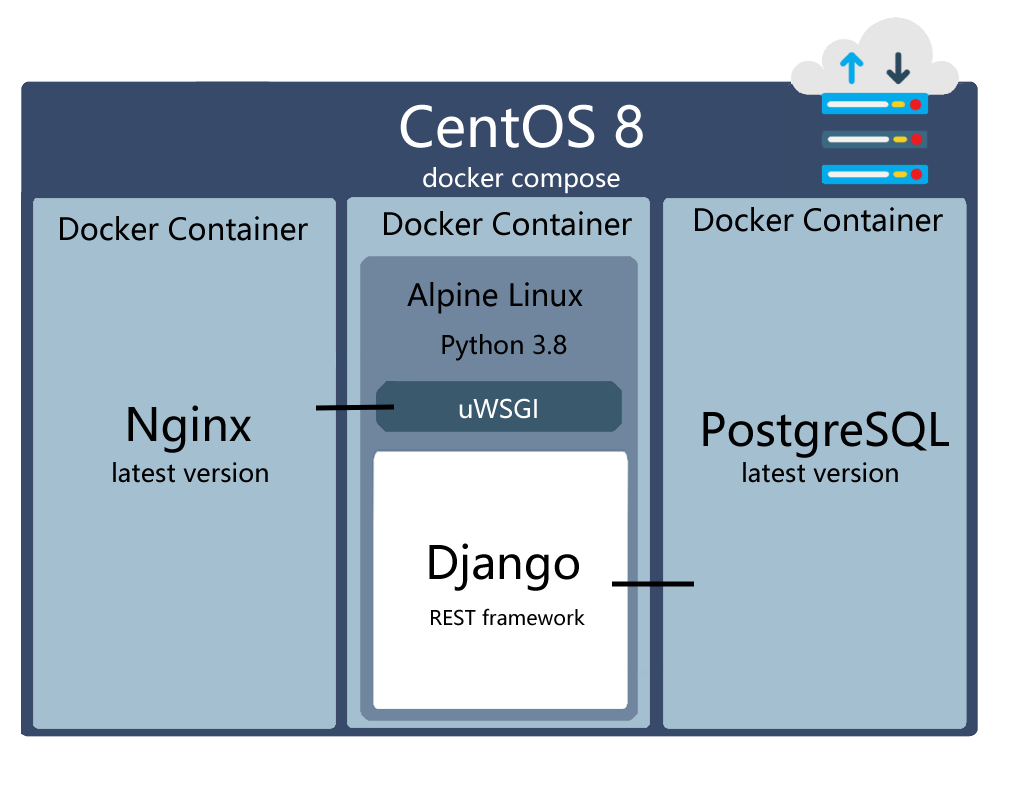 CentOS 8
docker compose
Docker Container
Nginx
latest version
Docker Container
Alpine Linux
Python 3.8
uWSGI
Django
REST framework
Docker Container
PostgreSQL
latest version